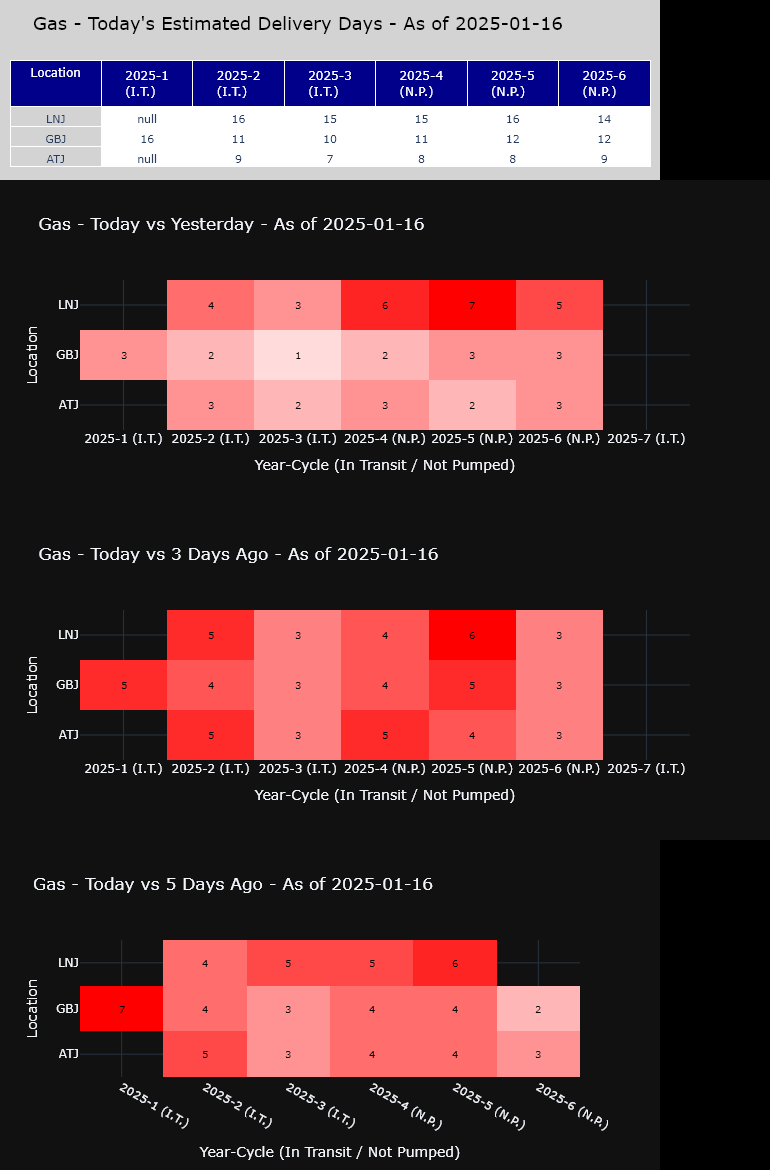 Gas - Today's Estimated Delivery Days - As of 2025-01-16
Location 2025-1 (I.T.) 2025-2 (I.T.) 2025-3 (I.T.) 2025-4 (N.P.) 2025-5 (N.P.) 2025-6 (N.P.)
LNJ null 16 15 15 16 14
GBJ 16 11 10 11 12 12
ATJ null 9 7 8 8 9
Gas - Today vs Yesterday - As of 2025-01-16
Location
LNJ 4 3 6 7 5
GBJ 3 2 1 2 3 3
ATJ 3 2 3 2 3
2025-1 (I.T.) 2025-2 (I.T.) 2025-3 (I.T.) 2025-4 (N.P.) 2025-5 (N.P.) 2025-6 (N.P.) 2025-7 (I.T.)
Year-Cycle (In Transit / Not Pumped)
Gas - Today vs 3 Days Ago - As of 2025-01-16
Location
LNJ 5 3 4 6 3
GBJ 5 4 3 4 5 3
ATJ 5 3 5 4 3
2025-1 (I.T.) 2025-2 (I.T.) 2025-3 (I.T.) 2025-4 (N.P.) 2025-5 (N.P.) 2025-6 (N.P.) 2025-7 (I.T.)
Year-Cycle (In Transit / Not Pumped)
Gas - Today vs 5 Days Ago - As of 2025-01-16
Location
LNJ 4 5 5 6
GBJ 7 4 3 4 4 2
ATJ 5 3 4 4 3
2025-1 (I.T.) 2025-2 (I.T.) 2025-3 (I.T.) 2025-4 (N.P.) 2025-5 (N.P.) 2025-6 (N.P.)
Year-Cycle (In Transit / Not Pumped)